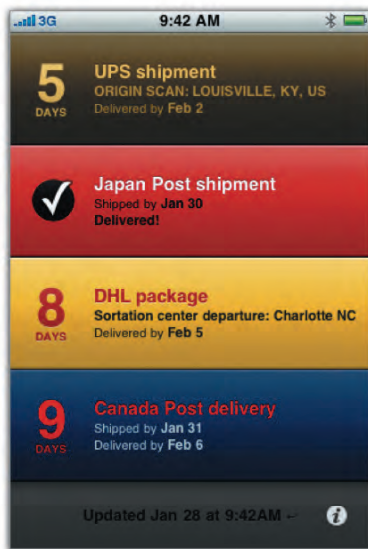 3G 9:42 AM
5 DAYS
UPS shipment
ORIGIN SCAN: LOUISVILLE, KY, US
Delivered by Feb 2
Japan Post shipment
Shipped by Jan 30
Delivered!
8 DAYS
DHL package
Sortation center departure: Charlotte NC
Delivered by Feb 5
9 DAYS
Canada Post delivery
Shipped by Jan 31
Delivered by Feb 6
Updated Jan 28 at 9:42AM
i